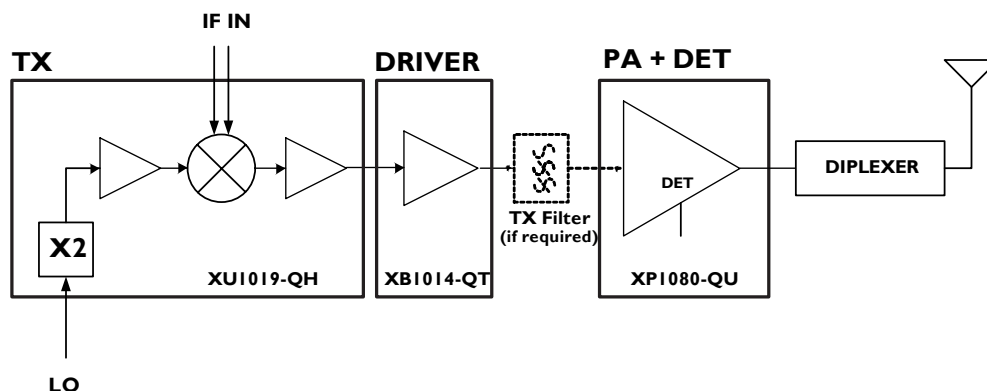 IF IN
TX
DRIVER
PA + DET
DET
DIPLEXER
TX Filter
(if required)
X2
XU1019-QH
XB1014-QT
XP1080-QU
LO